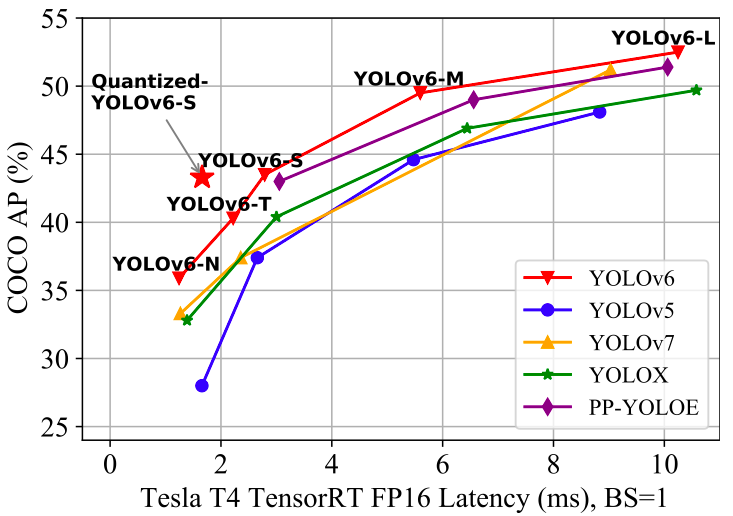 55
50
45
40
35
30
25
COCO AP (%)
YOLOv6-L
YOLOv6-M
Quantized-
YOLOv6-S
YOLOv6-S
YOLOv6-T
YOLOv6-N
YOLOv6
YOLOv5
YOLOv7
YOLOX
PP-YOLOE
0 2 4 6 8 10
Tesla T4 TensorRT FP16 Latency (ms), BS=1